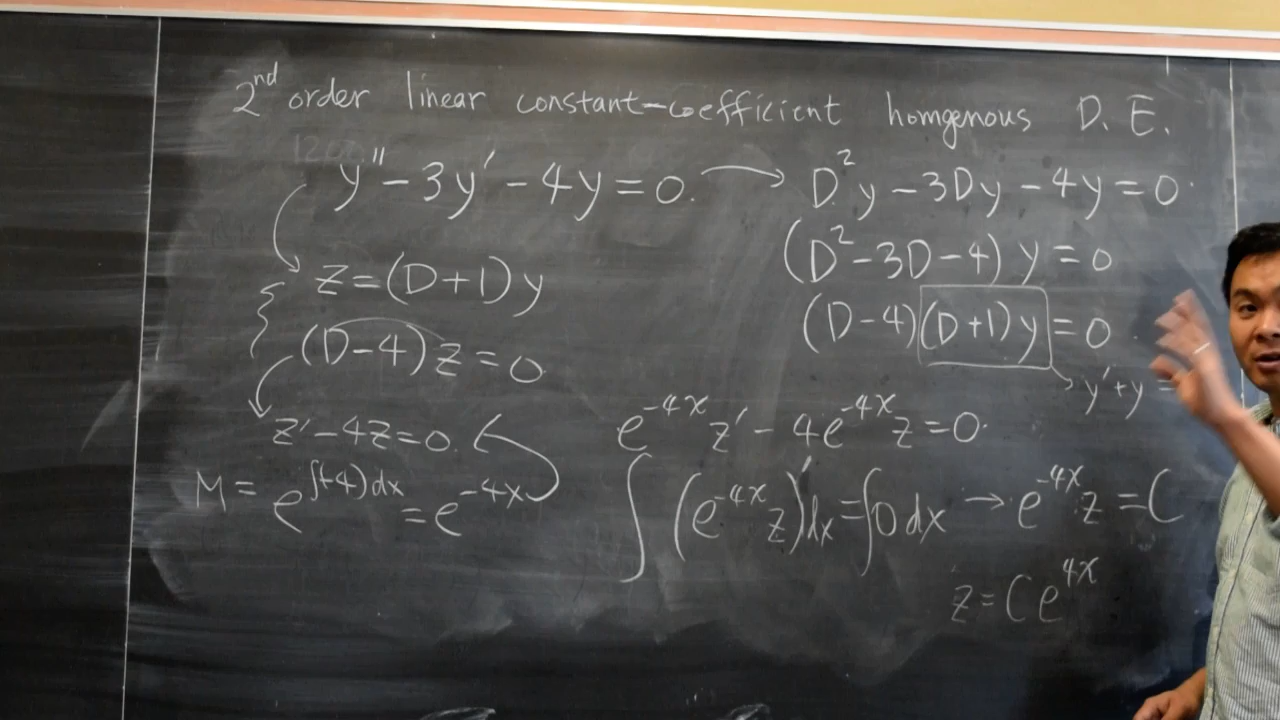 2nd order linear constant-coefficient homgenous D. E.
y'' - 3y' - 4y = 0. → D²y - 3Dy - 4y = 0.
(D² - 3D - 4) y = 0
z = (D+1) y
(D-4)(D+1)y = 0
(D-4) z = 0.
y' + y =
z' - 4z = 0.
e^{-4x} z' - 4e^{-4x} z = 0.
M = e^{∫(-4)dx} = e^{-4x}
∫ (e^{-4x} z)' dx = ∫ 0 dx → e^{-4x} z = C
z = C e^{4x}